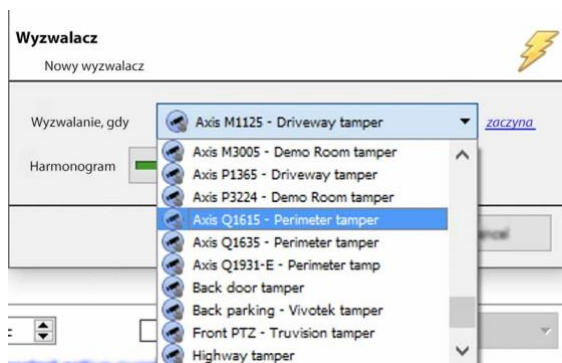 Wyzwalacz
Nowy wyzwalacz
Wyzwalanie, gdy
Axis M1125 - Driveway tamper
zaczyna
Axis M3005 - Demo Room tamper
Harmonogram
Axis P1365 - Driveway tamper
Axis P3224 - Demo Room tamper
Axis Q1615 - Perimeter tamper
Axis Q1635 - Perimeter tamper
Axis Q1931-E - Perimeter tamp
Back door tamper
Back parking - Vivotek tamper
Front PTZ - Truvision tamper
Highway tamper